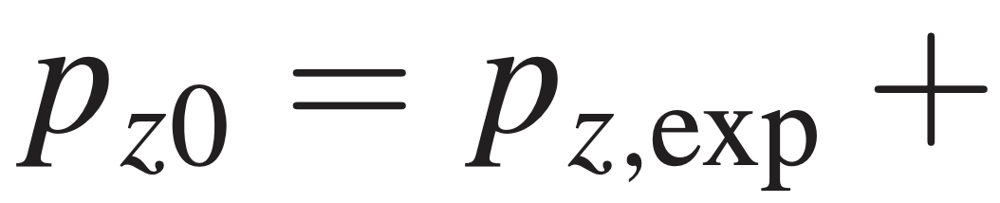 p_{z0} = p_{z,exp} +